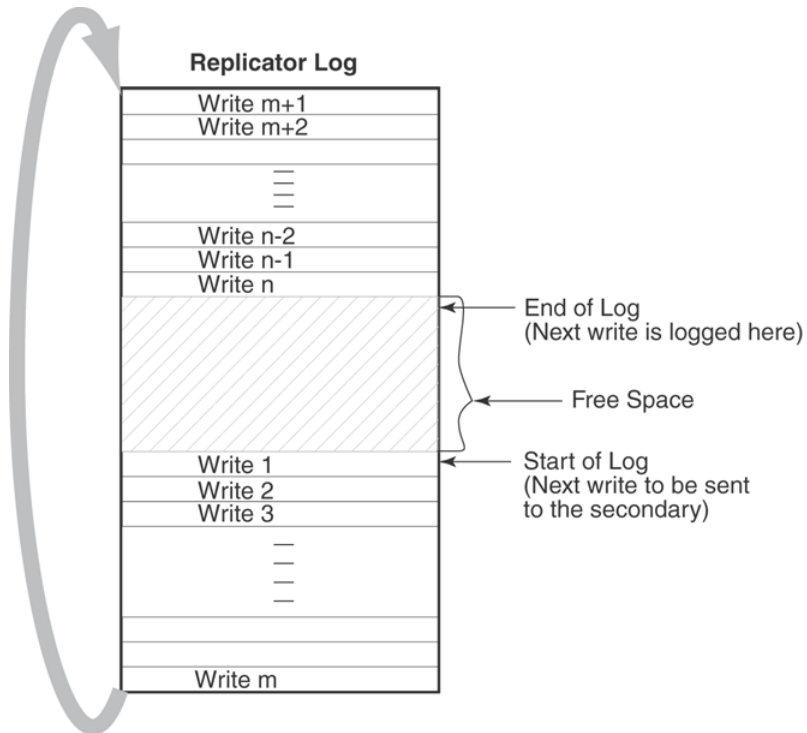 Replicator Log
Write m+1
Write m+2
Write n-2
Write n-1
Write n
End of Log
(Next write is logged here)
Free Space
Write 1
Write 2
Write 3
Start of Log
(Next write to be sent
to the secondary)
Write m